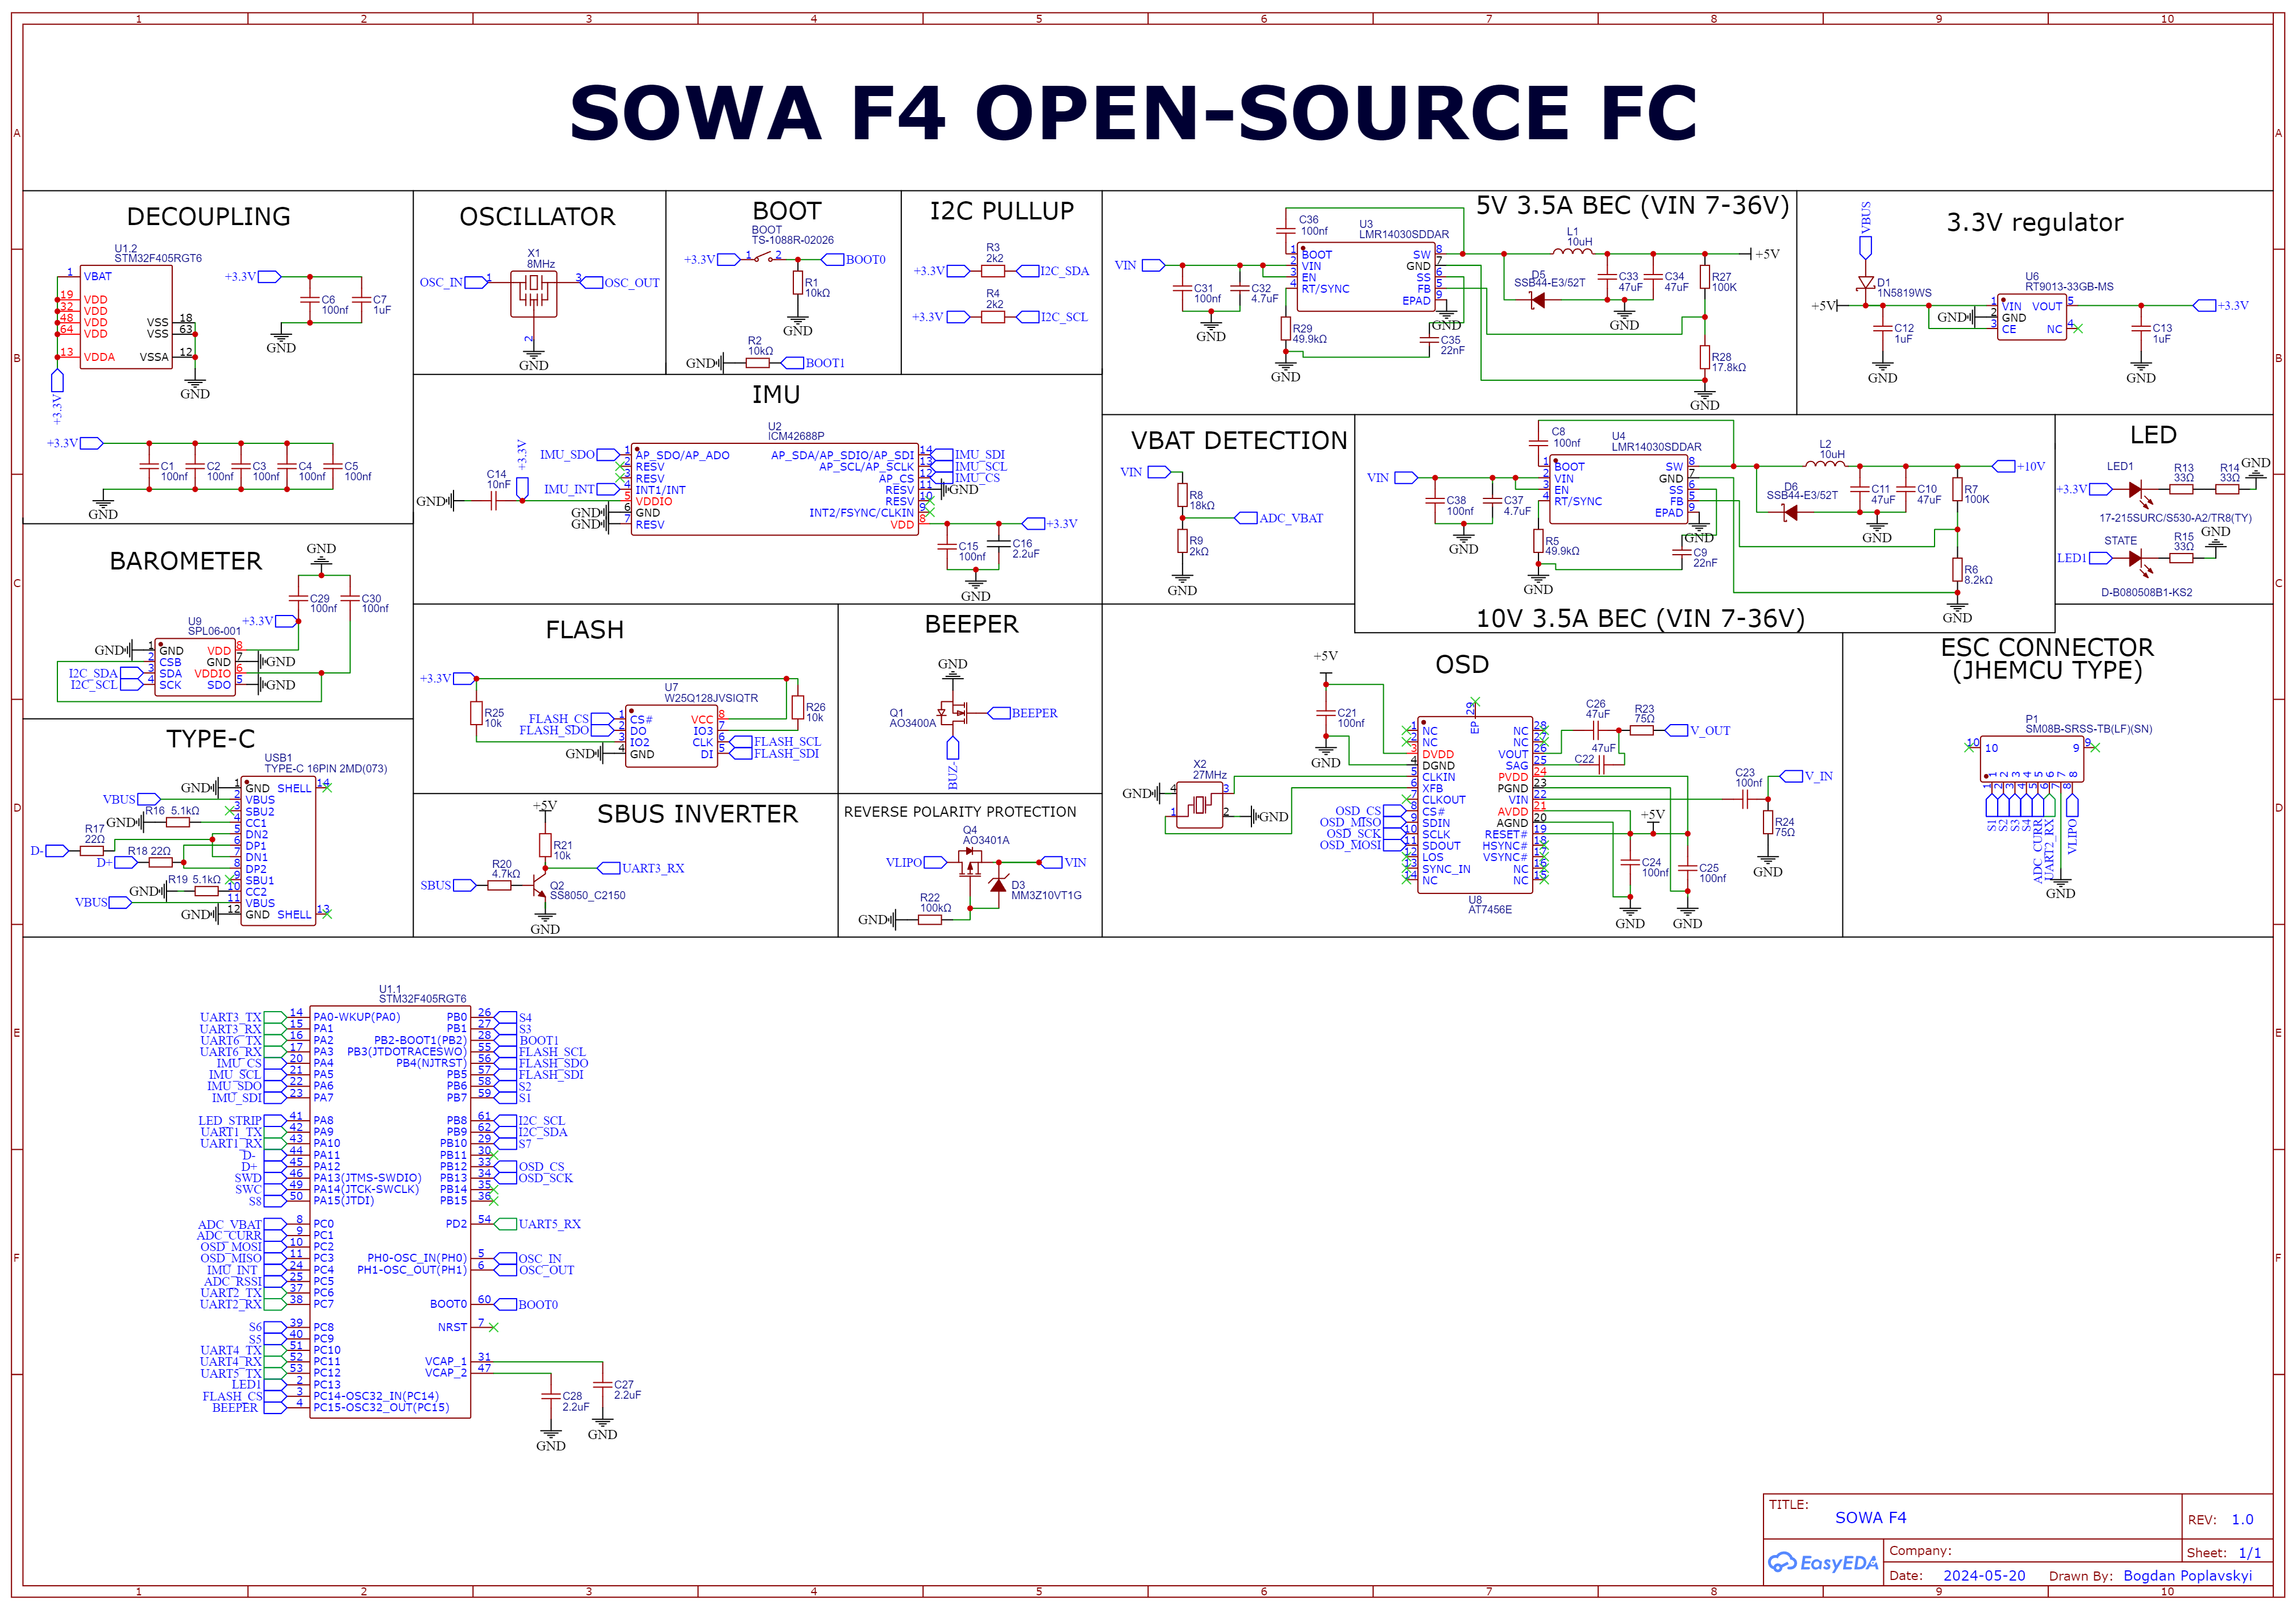 SOWA F4 OPEN-SOURCE FC
DECOUPLING
U1.2
STM32F405RGT6
1 VBAT
19 VDD
32 VDD
48 VDD
64 VDD
13 VDDA
VSS 18
VSS 63
VSSA 12
GND
+3.3V
+3.3V
C6
100nf
C7
1uF
GND
+3.3V
C1
100nf
C2
100nf
C3
100nf
C4
100nf
C5
100nf
GND
OSCILLATOR
X1
8MHz
OSC_IN 1
3 OSC_OUT
2
GND
BOOT
BOOT
TS-1088R-02026
+3.3V 1 2 BOOT0
R1
10kΩ
GND
R2
10kΩ
GND BOOT1
I2C PULLUP
R3
2k2
+3.3V I2C_SDA
R4
2k2
+3.3V I2C_SCL
5V 3.5A BEC (VIN 7-36V)
C36
100nf
U3
LMR14030SDDAR
VIN
C31
100nf
C32
4.7uF
GND
1 BOOT
2 VIN
3 EN
4 RT/SYNC
SW 8
GND 7
SS 6
FB 5
EPAD 9
GND
R29
49.9kΩ
GND
C35
22nF
L1
10uH
D5
SSB44-E3/52T
C33
47uF
C34
47uF
GND
+5V
R27
100K
R28
17.8kΩ
GND
3.3V regulator
VBUS
D1
1N5819WS
+5V
C12
1uF
GND
U6
RT9013-33GB-MS
1 VIN
GND 2 GND
3 CE
VOUT 5
NC 4
+3.3V
C13
1uF
GND
IMU
U2
ICM42688P
IMU_SDO 1 AP_SDO/AP_ADO
2 RESV
3 RESV
IMU_INT 4 INT1/INT
5 VDDIO
GND 6 GND
GND 7 RESV
AP_SDA/AP_SDIO/AP_SDI 14 IMU_SDI
AP_SCL/AP_SCLK 13 IMU_SCL
AP_CS 12 IMU_CS
RESV 11 GND
RESV 10
INT2/FSYNC/CLKIN 9
VDD 8
+3.3V
C14
10nF
GND
+3.3V
C15
100nf
C16
2.2uF
GND
VBAT DETECTION
VIN
R8
18kΩ
ADC_VBAT
R9
2kΩ
GND
C8
100nf
U4
LMR14030SDDAR
VIN
C38
100nf
C37
4.7uF
GND
1 BOOT
2 VIN
3 EN
4 RT/SYNC
SW 8
GND 7
SS 6
FB 5
EPAD 9
GND
R5
49.9kΩ
GND
C9
22nF
L2
10uH
D6
SSB44-E3/52T
C11
47uF
C10
47uF
GND
+10V
R7
100K
R6
8.2kΩ
GND
10V 3.5A BEC (VIN 7-36V)
LED
LED1
R13
33Ω
R14
33Ω
GND
+3.3V
17-215SURC/S530-A2/TR8(TY)
STATE
R15
33Ω
GND
LED1
D-B080508B1-KS2
BAROMETER
GND
C29
100nf
C30
100nf
+3.3V
U9
SPL06-001
GND 1 GND
2 CSB
I2C_SDA 3 SDA
I2C_SCL 4 SCK
VDD 8
GND 7 GND
VDDIO 6
SDO 5 GND
FLASH
+3.3V
R25
10k
U7
W25Q128JVSIQTR
FLASH_CS 1 CS#
FLASH_SDO 2 DO
3 IO2
GND 4 GND
VCC 8
IO3 7
CLK 6 FLASH_SCL
DI 5 FLASH_SDI
R26
10k
BEEPER
GND
Q1
AO3400A
BEEPER
BUZ-
OSD
+5V
C21
100nf
GND
X2
27MHz
GND 4
3
1
2 GND
OSD_CS
OSD_MISO
OSD_SCK
OSD_MOSI
EP 29
1 NC
2 NC
3 DVDD
4 DGND
5 CLKIN
6 XFB
7 CLKOUT
8 CS#
9 SDIN
10 SCLK
11 SDOUT
12 LOS
13 SYNC_IN
14 NC
NC 28
NC 27
VOUT 26
SAG 25
PVDD 24
PGND 23
VIN 22
AVDD 21
AGND 20
RESET# 19
HSYNC# 18
VSYNC# 17
NC 16
NC 15
U8
AT7456E
C26
47uF
R23
75Ω
V_OUT
47uF
C22
+5V
C24
100nf
GND
C25
100nf
GND
C23
100nf
V_IN
R24
75Ω
GND
ESC CONNECTOR
(JHEMCU TYPE)
P1
SM08B-SRSS-TB(LF)(SN)
10 10
9 9
1 2 3 4 5 6 7 8
S1
S2
S3
S4
ADC_CURR
UART2_RX
GND
VLIPO
TYPE-C
USB1
TYPE-C 16PIN 2MD(073)
GND 1 GND
VBUS 2 VBUS
3 SBU2
GND R16 5.1kΩ 4 CC1
5 DN2
6 DP1
7 DN1
8 DP2
9 SBU1
GND R19 5.1kΩ 10 CC2
VBUS 11 VBUS
GND 12 GND
SHELL 14
SHELL 13
R17
22Ω
D-
D+
R18 22Ω
SBUS INVERTER
+5V
R21
10k
UART3_RX
SBUS
R20
4.7kΩ
Q2
SS8050_C2150
GND
REVERSE POLARITY PROTECTION
Q4
AO3401A
VLIPO
VIN
D3
MM3Z10VT1G
R22
100kΩ
GND
U1.1
STM32F405RGT6
UART3_TX 14 PA0-WKUP(PA0)
UART3_RX 15 PA1
UART6_TX 16 PA2
UART6_RX 17 PA3
IMU_CS 20 PA4
IMU_SCL 21 PA5
IMU_SDO 22 PA6
IMU_SDI 23 PA7
LED_STRIP 41 PA8
UART1_TX 42 PA9
UART1_RX 43 PA10
D- 44 PA11
D+ 45 PA12
SWD 46 PA13(JTMS-SWDIO)
SWC 49 PA14(JTCK-SWCLK)
S8 50 PA15(JTDI)
ADC_VBAT 8 PC0
ADC_CURR 9 PC1
OSD_MOSI 10 PC2
OSD_MISO 11 PC3
IMU_INT 24 PC4
ADC_RSSI 25 PC5
UART2_TX 37 PC6
UART2_RX 38 PC7
S6 39 PC8
S5 40 PC9
UART4_TX 51 PC10
UART4_RX 52 PC11
UART5_TX 53 PC12
LED1 2 PC13
FLASH_CS 3 PC14-OSC32_IN(PC14)
BEEPER 4 PC15-OSC32_OUT(PC15)
PB0 26 S4
PB1 27 S3
PB2-BOOT1(PB2) 28 BOOT1
PB3(JTDOTRACESWO) 55 FLASH_SCL
PB4(NJTRST) 56 FLASH_SDO
PB5 57 FLASH_SDI
PB6 58 S2
PB7 59 S1
PB8 61 I2C_SCL
PB9 62 I2C_SDA
PB10 29 S7
PB11 30
PB12 33 OSD_CS
PB13 34 OSD_SCK
PB14 35
PB15 36
PD2 54 UART5_RX
PH0-OSC_IN(PH0) 5 OSC_IN
PH1-OSC_OUT(PH1) 6 OSC_OUT
BOOT0 60 BOOT0
NRST 7
VCAP_1 31
VCAP_2 47
C28
2.2uF
GND
C27
2.2uF
GND
TITLE:
SOWA F4
REV: 1.0
EasyEDA
Company:
Sheet: 1/1
Date: 2024-05-20
Drawn By: Bogdan Poplavskyi
1 2 3 4 5 6 7 8 9 10
1 2 3 4 5 6 7 8 9 10
A B C D E F
A B C D E F